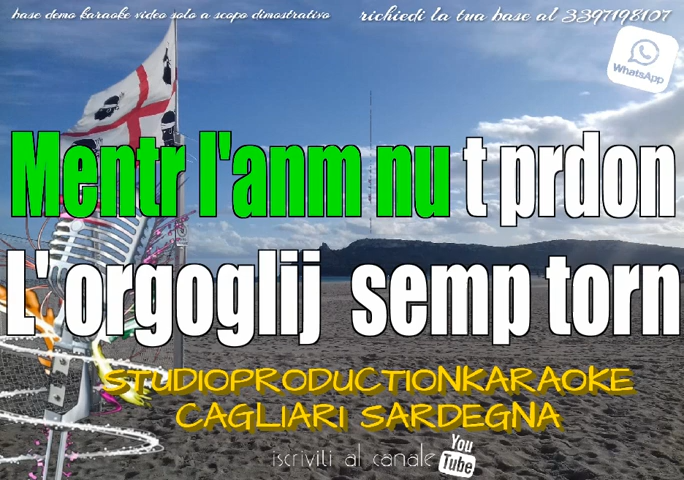 base demo karaoke video solo a scopo dimostrativo
richiedi la tua base al 3397198107
WhatsApp
Mentr l'anm nu t prdon
L'orgoglij semp torn
STUDIOPRODUCTIONKARAOKE
CAGLIARI SARDEGNA
iscriviti al canale You Tube